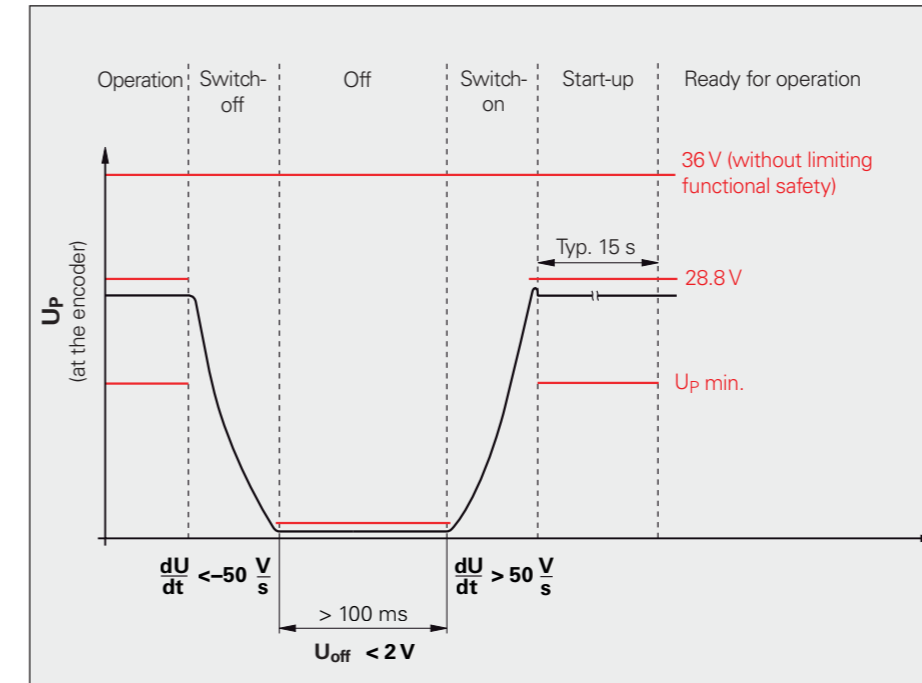 Operation
Switch-
off
Off
Switch-
on
Start-up
Ready for operation
36 V (without limiting
functional safety)
Typ. 15 s
28.8 V
UP
(at the encoder)
UP min.
dU
dt
<–50
V
s
dU
dt
> 50
V
s
> 100 ms
Uoff < 2 V